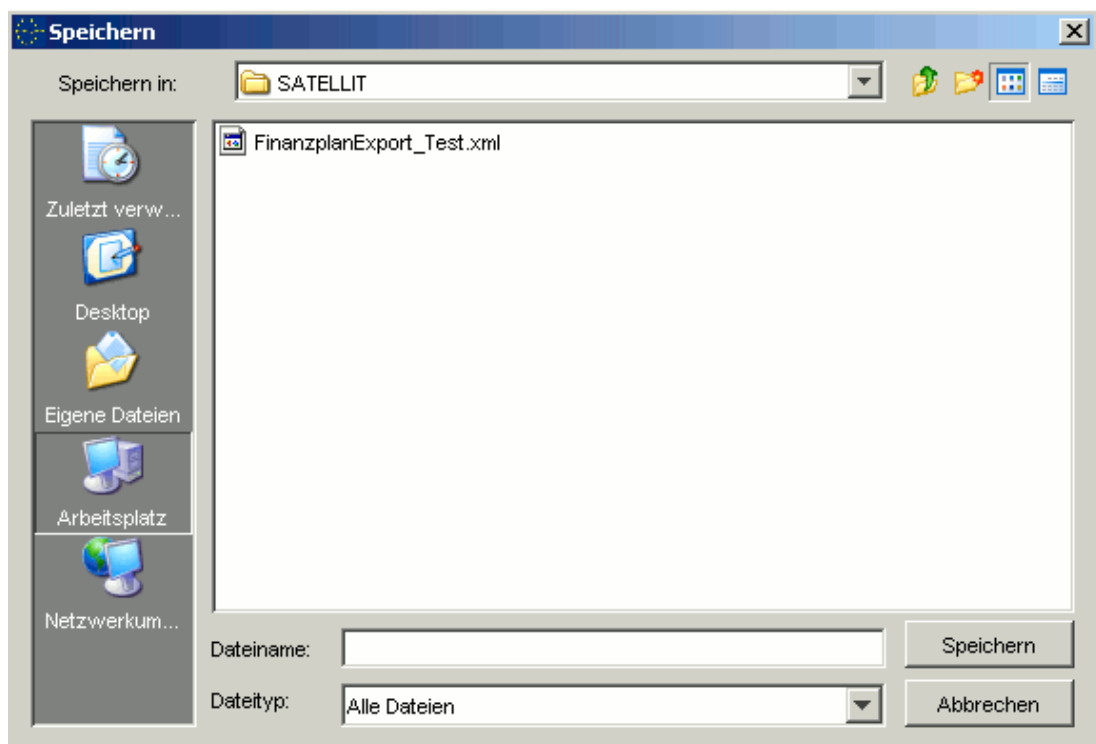 Speichern
Speichern in:
SATELLIT
FinanzplanExport_Test.xml
Zuletzt verw...
Desktop
Eigene Dateien
Arbeitsplatz
Netzwerkum...
Dateiname:
Speichern
Dateityp:
Alle Dateien
Abbrechen